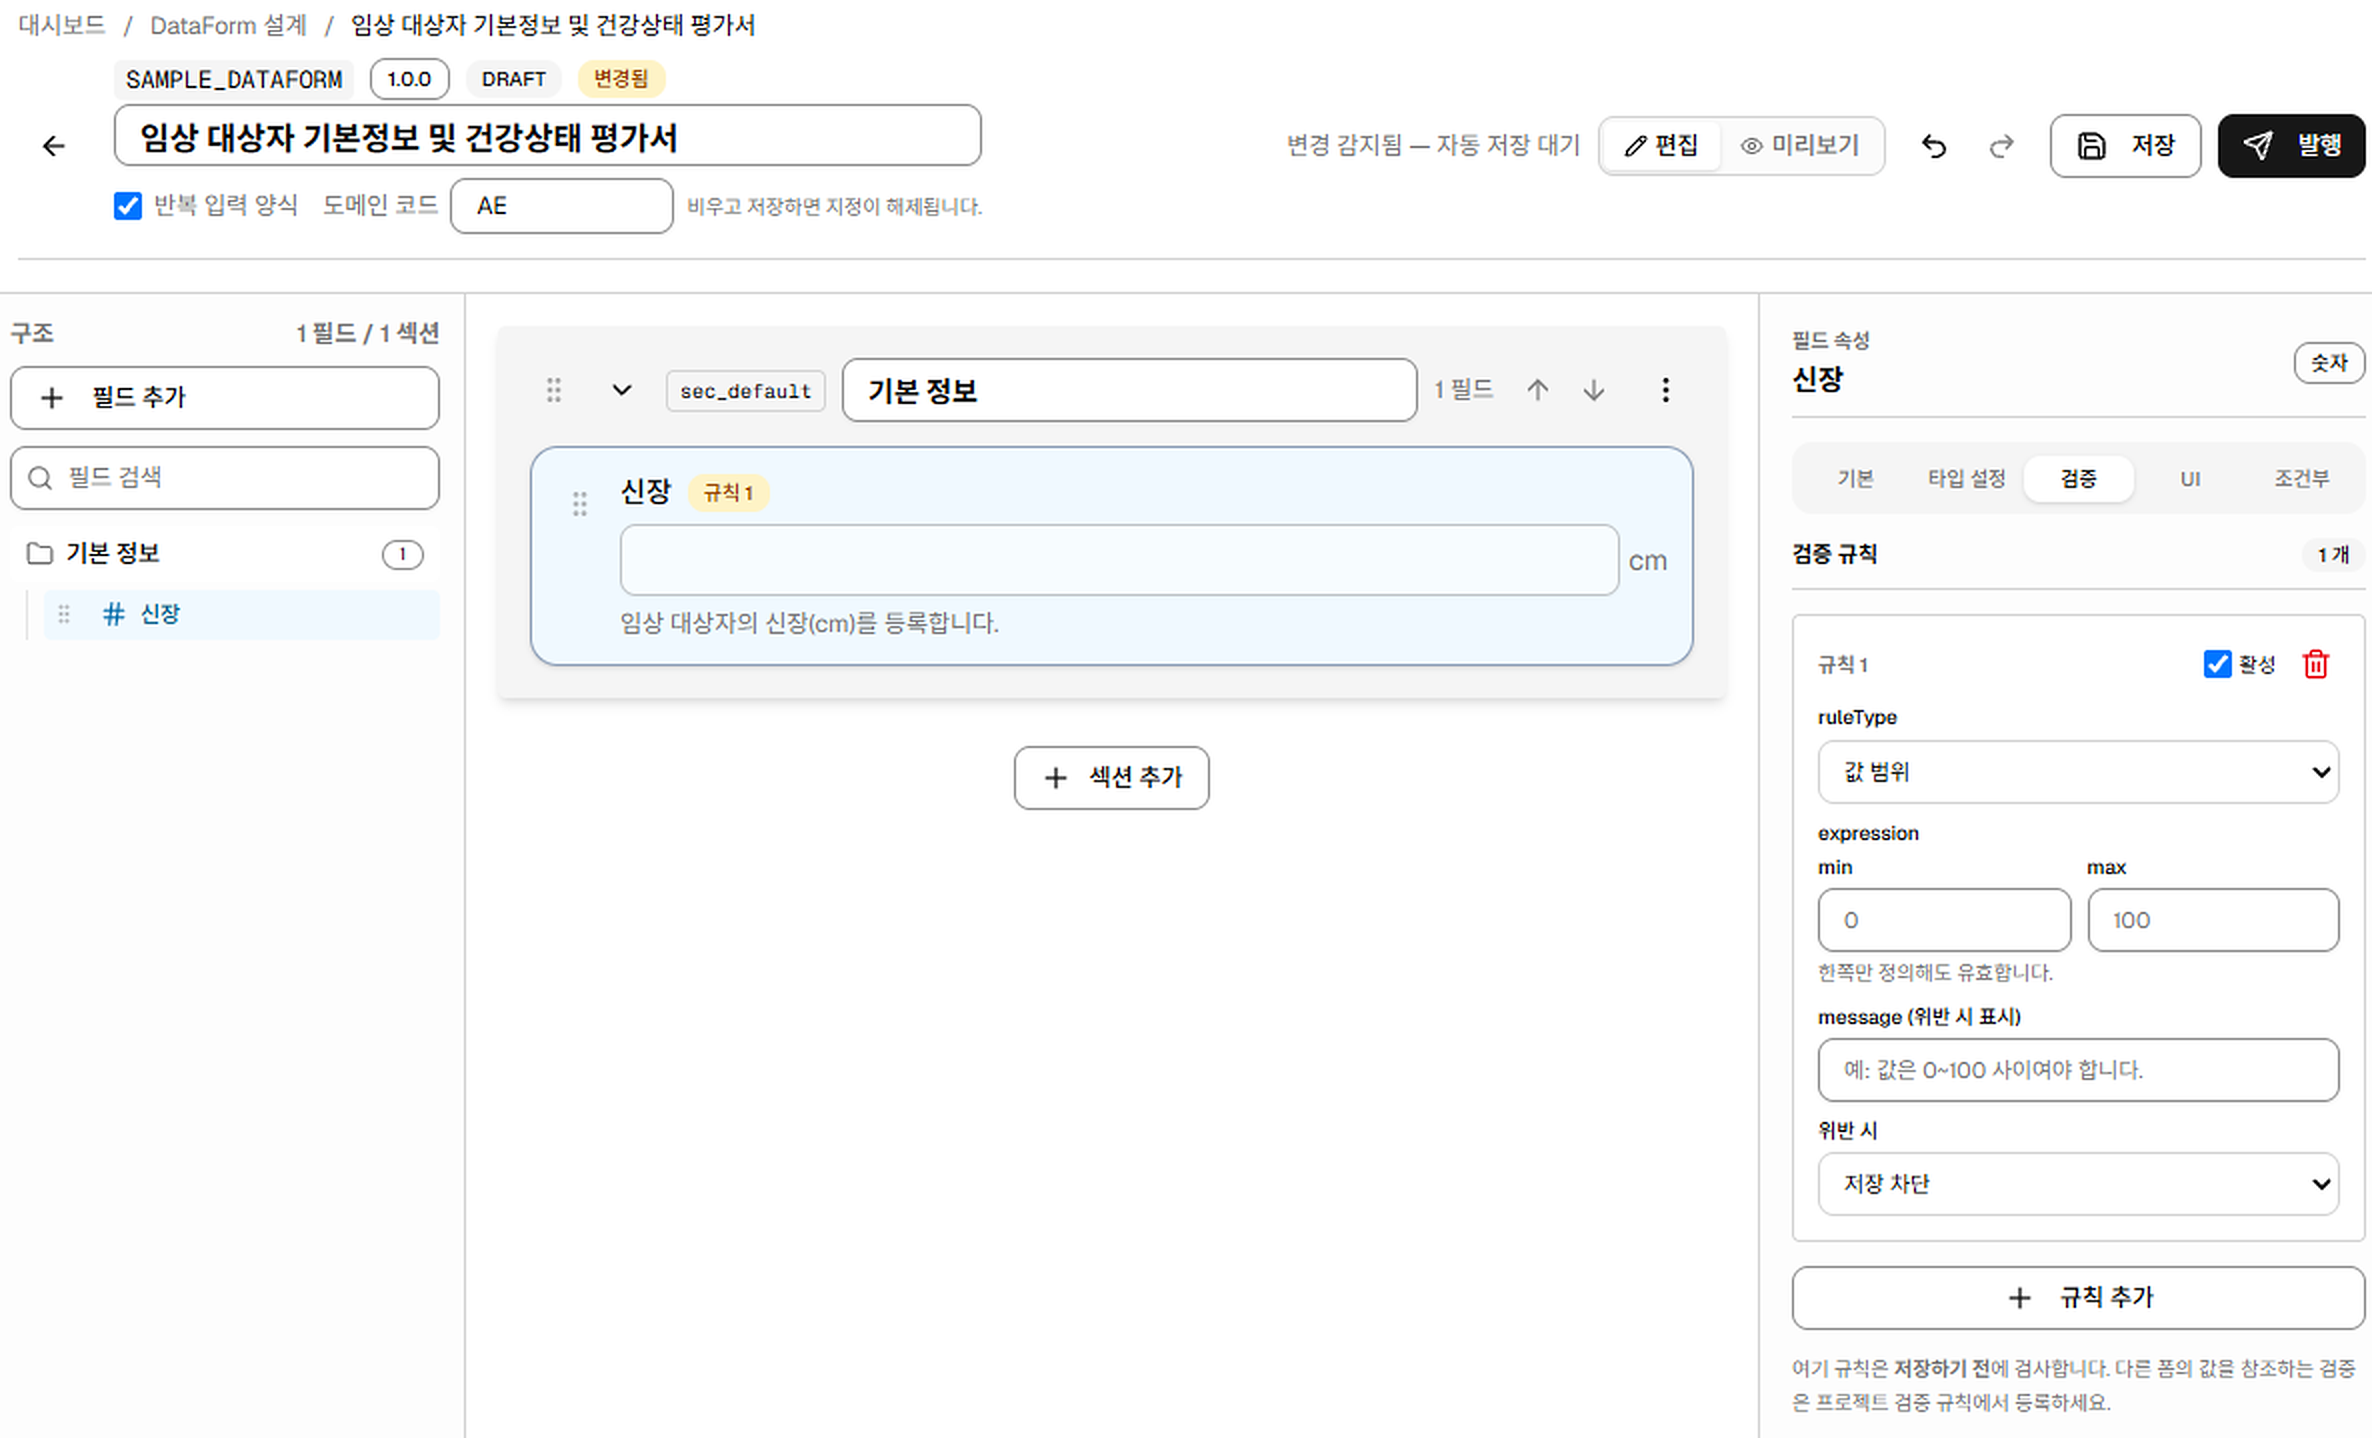 대시보드 / DataForm 설계 / 임상 대상자 기본정보 및 건강상태 평가서
SAMPLE_DATAFORM 1.0.0 DRAFT 변경됨
임상 대상자 기본정보 및 건강상태 평가서
변경 감지됨 — 자동 저장 대기 편집 미리보기 저장 발행
반복 입력 양식 도메인 코드 AE 비우고 저장하면 지정이 해제됩니다.
구조 1 필드 / 1 섹션
필드 추가
필드 검색
기본 정보 1
신장
sec_default 기본 정보 1 필드
신장 규칙 1
cm
임상 대상자의 신장(cm)를 등록합니다.
섹션 추가
필드 속성
신장 숫자
기본 타입 설정 검증 UI 조건부
검증 규칙 1 개
규칙 1 활성
ruleType
값 범위
expression
min max
0 100
한쪽만 정의해도 유효합니다.
message (위반 시 표시)
예: 값은 0~100 사이여야 합니다.
위반 시
저장 차단
규칙 추가
여기 규칙은 저장하기 전에 검사합니다. 다른 폼의 값을 참조하는 검증
은 프로젝트 검증 규칙에서 등록하세요.